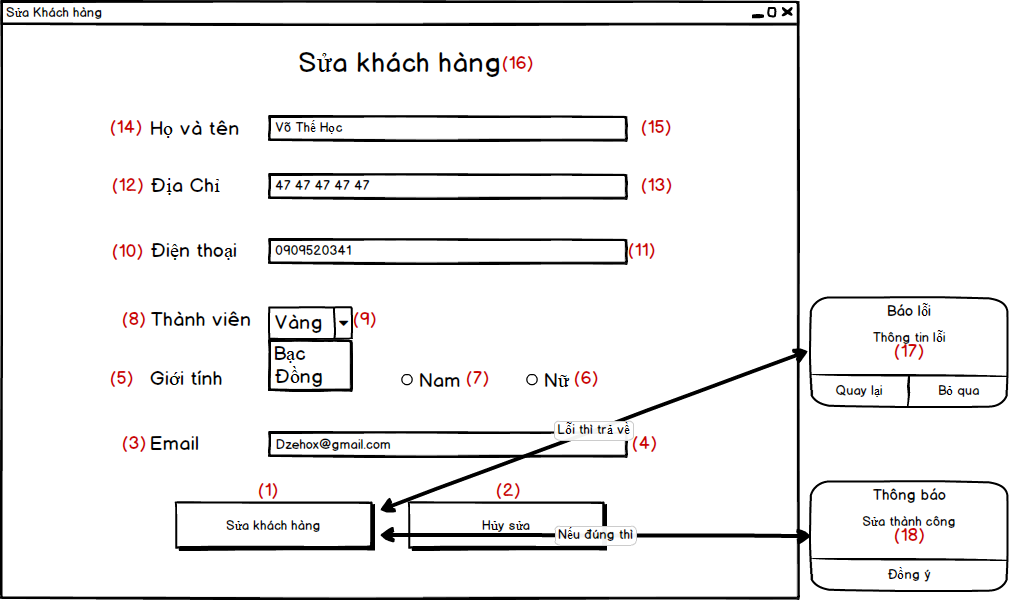 Sửa Khách hàng
Sửa khách hàng(16)
(14) Họ và tên Võ Thế Học (15)
(12) Địa Chỉ 47 47 47 47 47 (13)
(10) Điện thoại 0909520341 (11)
(8) Thành viên Vàng (9)
Bạc
Đồng
(5) Giới tính Nam (7) Nữ (6)
(3) Email Dzehox@gmail.com (4)
(1) (2)
Sửa khách hàng Hủy sửa
Lỗi thì trả về
Nếu đúng thì
Báo lỗi
Thông tin lỗi
(17)
Quay lại Bỏ qua
Thông báo
Sửa thành công
(18)
Đồng ý